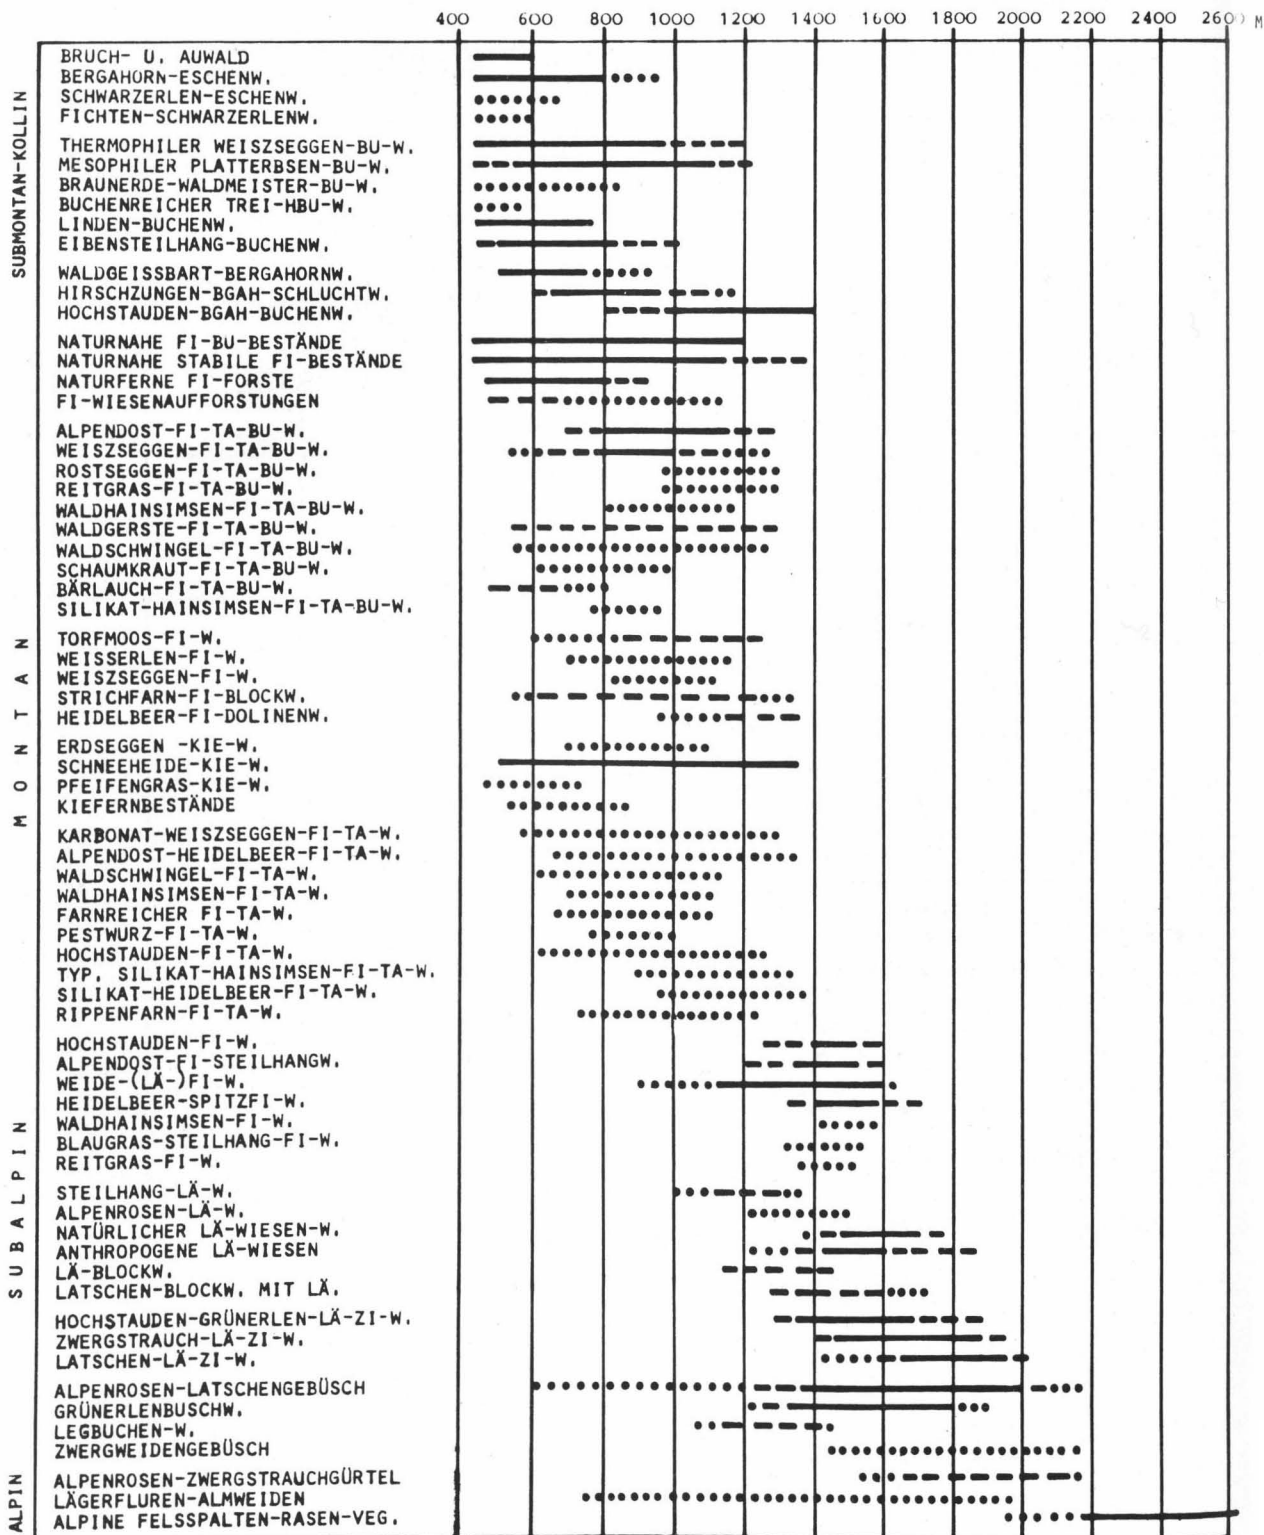 400 600 800 1000 1200 1400 1600 1800 2000 2200 2400 2600 M
SUBMONTAN-KOLLIN
BRUCH- U. AUWALD
BERGAHORN-ESCHENW.
SCHWARZERLEN-ESCHENW.
FICHTEN-SCHWARZERLENW.
THERMOPHILER WEISZSEGGEN-BU-W.
MESOPHILER PLATTERBSEN-BU-W.
BRAUNERDE-WALDMEISTER-BU-W.
BUCHENREICHER TREI-HBU-W.
LINDEN-BUCHENW.
EIBENSTEILHANG-BUCHENW.
WALDGEISSBART-BERGAHORNW.
HIRSCHZUNGEN-BGAH-SCHLUCHTW.
HOCHSTAUDEN-BGAH-BUCHENW.
NATURNAHE FI-BU-BESTÄNDE
NATURNAHE STABILE FI-BESTÄNDE
NATURFERNE FI-FORSTE
FI-WIESENAUFFORSTUNGEN
MONTAN
ALPENDOST-FI-TA-BU-W.
WEISZSEGGEN-FI-TA-BU-W.
ROSTSEGGEN-FI-TA-BU-W.
REITGRAS-FI-TA-BU-W.
WALDHAINSIMSEN-FI-TA-BU-W.
WALDGERSTE-FI-TA-BU-W.
WALDSCHWINGEL-FI-TA-BU-W.
SCHAUMKRAUT-FI-TA-BU-W.
BÄRLAUCH-FI-TA-BU-W.
SILIKAT-HAINSIMSEN-FI-TA-BU-W.
TORFMOOS-FI-W.
WEISSERLEN-FI-W.
WEISZSEGGEN-FI-W.
STRICHFARN-FI-BLOCKW.
HEIDELBEER-FI-DOLINENW.
ERDSEGGEN -KIE-W.
SCHNEEHEIDE-KIE-W.
PFEIFENGRAS-KIE-W.
KIEFERNBESTÄNDE
KARBONAT-WEISZSEGGEN-FI-TA-W.
ALPENDOST-HEIDELBEER-FI-TA-W.
WALDSCHWINGEL-FI-TA-W.
WALDHAINSIMSEN-FI-TA-W.
FARNREICHER FI-TA-W.
PESTWURZ-FI-TA-W.
HOCHSTAUDEN-FI-TA-W.
TYP. SILIKAT-HAINSIMSEN-FI-TA-W.
SILIKAT-HEIDELBEER-FI-TA-W.
RIPPENFARN-FI-TA-W.
SUBALPIN
HOCHSTAUDEN-FI-W.
ALPENDOST-FI-STEILHANGW.
WEIDE-(LÄ-)FI-W.
HEIDELBEER-SPITZFI-W.
WALDHAINSIMSEN-FI-W.
BLAUGRAS-STEILHANG-FI-W.
REITGRAS-FI-W.
STEILHANG-LÄ-W.
ALPENROSEN-LÄ-W.
NATÜRLICHER LÄ-WIESEN-W.
ANTHROPOGENE LÄ-WIESEN
LÄ-BLOCKW.
LATSCHEN-BLOCKW. MIT LÄ.
HOCHSTAUDEN-GRÜNERLEN-LÄ-ZI-W.
ZWERGSTRAUCH-LÄ-ZI-W.
LATSCHEN-LÄ-ZI-W.
ALPENROSEN-LATSCHENGEBÜSCH
GRÜNERLENBUSCHW.
LEGBUCHEN-W.
ZWERGWEIDENGEBÜSCH
ALPIN
ALPENROSEN-ZWERGSTRAUCHGÜRTEL
LÄGERFLUREN-ALMWEIDEN
ALPINE FELSSPALTEN-RASEN-VEG.